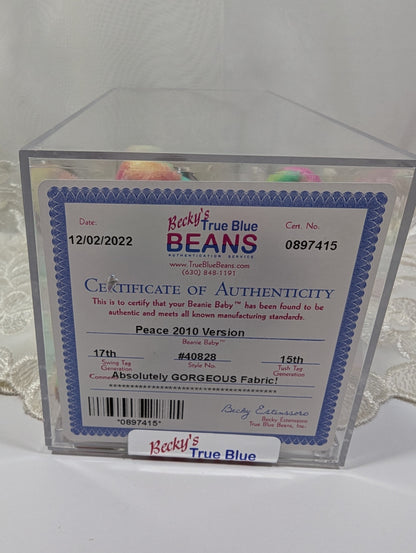 Date:
12/02/2022
Becky's
True Blue
BEANS
AUTHENTICATION SERVICE
www.TrueBlueBeans.com
(630) 848-1191
Cert. No.
0897415
CERTIFICATE OF AUTHENTICITY
This is to certify that your Beanie Baby™ has been found to be
authentic and meets all known manufacturing standards.
Peace 2010 Version
Beanie Baby™
17th #40828 15th
Swing Tag Generation Style No. Tush Tag Generation
Absolutely GORGEOUS Fabric!
****************************************
*0897415*
Becky Estenssoro
Becky Estenssoro
True Blue Beans, Inc.
Becky's
True Blue